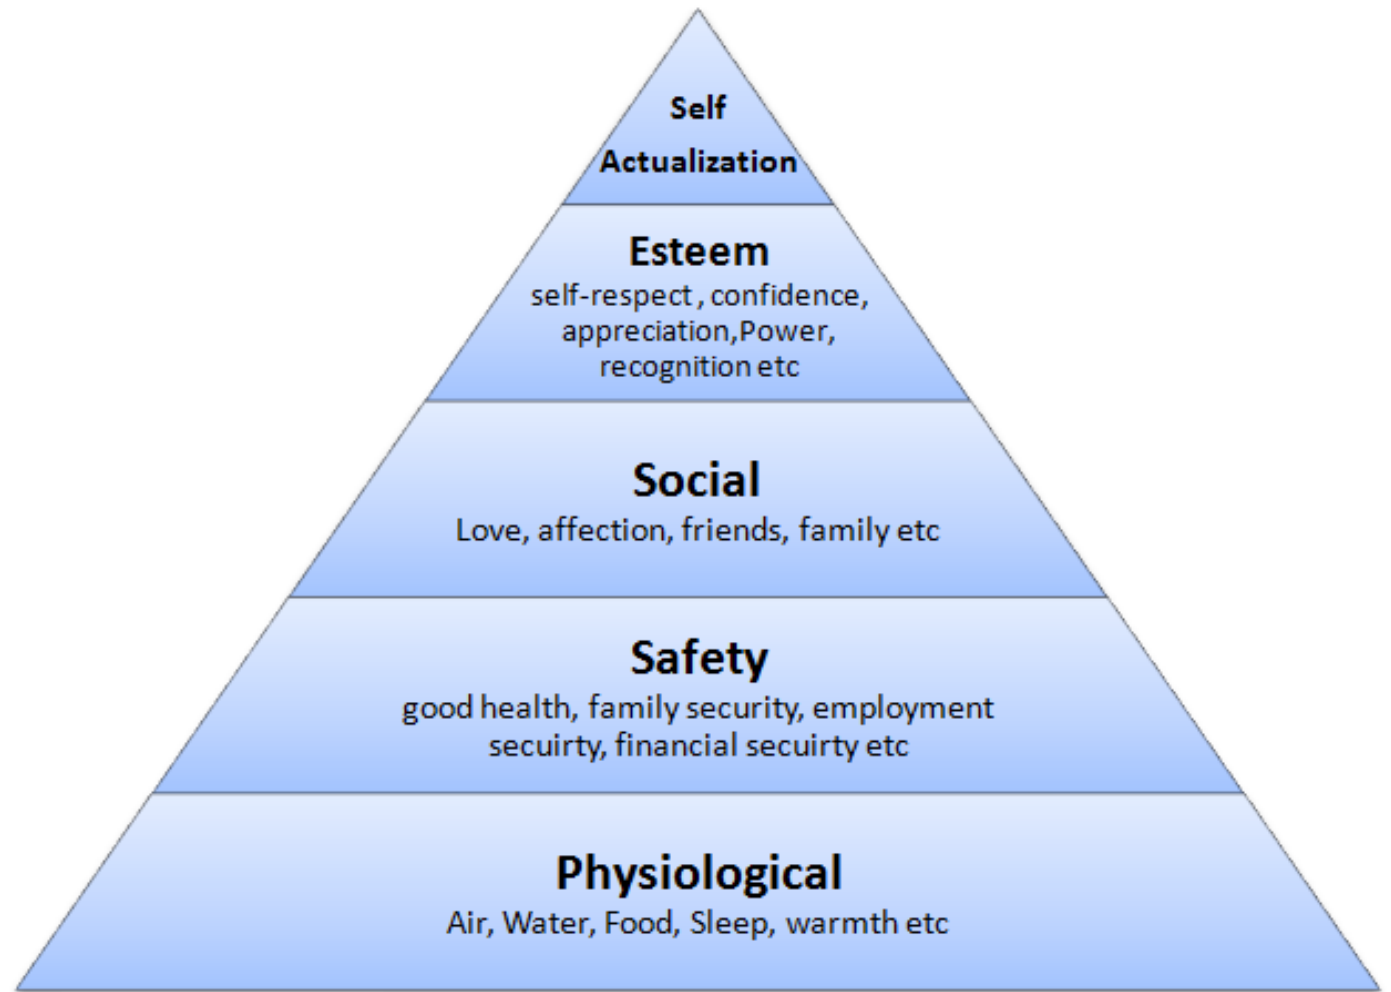 Self
Actualization
Esteem
self-respect , confidence,
appreciation,Power,
recognition etc
Social
Love, affection, friends, family etc
Safety
good health, family security, employment
secuirty, financial secuirty etc
Physiological
Air, Water, Food, Sleep, warmth etc